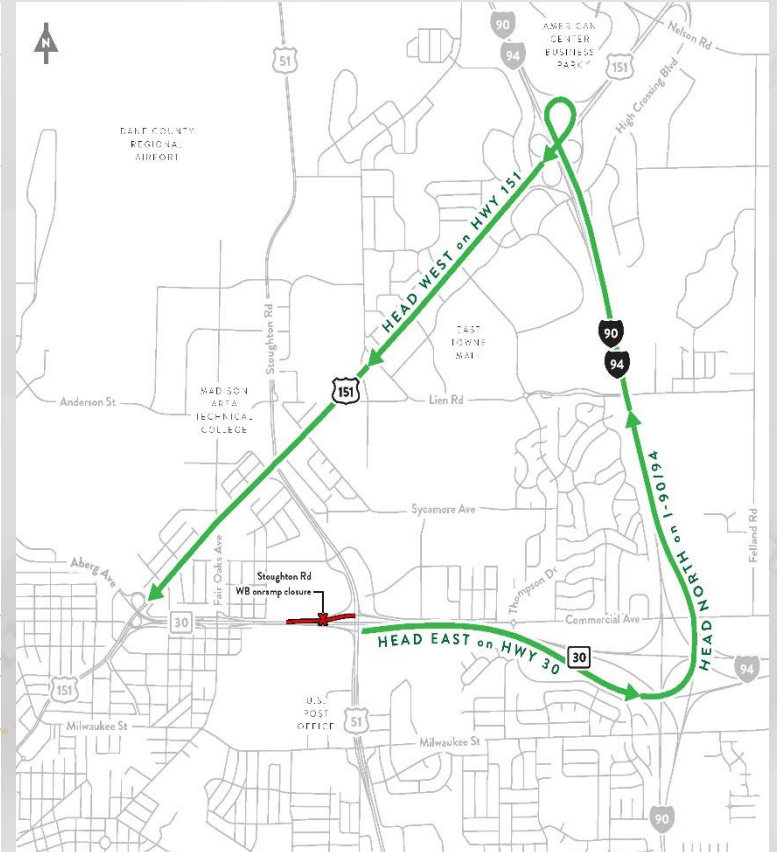 N
51
90
94
AMERICAN
CENTER
BUSINESS
PARK
151
Nelson Rd
High Crossing Blvd
DANE COUNTY
REGIONAL
AIRPORT
HEAD WEST on HWY 151
Stoughton Rd
EAST
TOWNE
MALL
90
94
151
Anderson St
Lien Rd
MADISON
AREA
TECHNICAL
COLLEGE
HEAD NORTH on I-90/94
Sycamore Ave
Felland Rd
Aberg Ave
Fair Oaks Ave
Stoughton Rd
WB onramp closure
Thompson Dr
Commercial Ave
30
HEAD EAST on HWY 30
30
94
151
U.S.
POST
OFFICE
51
Milwaukee St
Milwaukee St
90